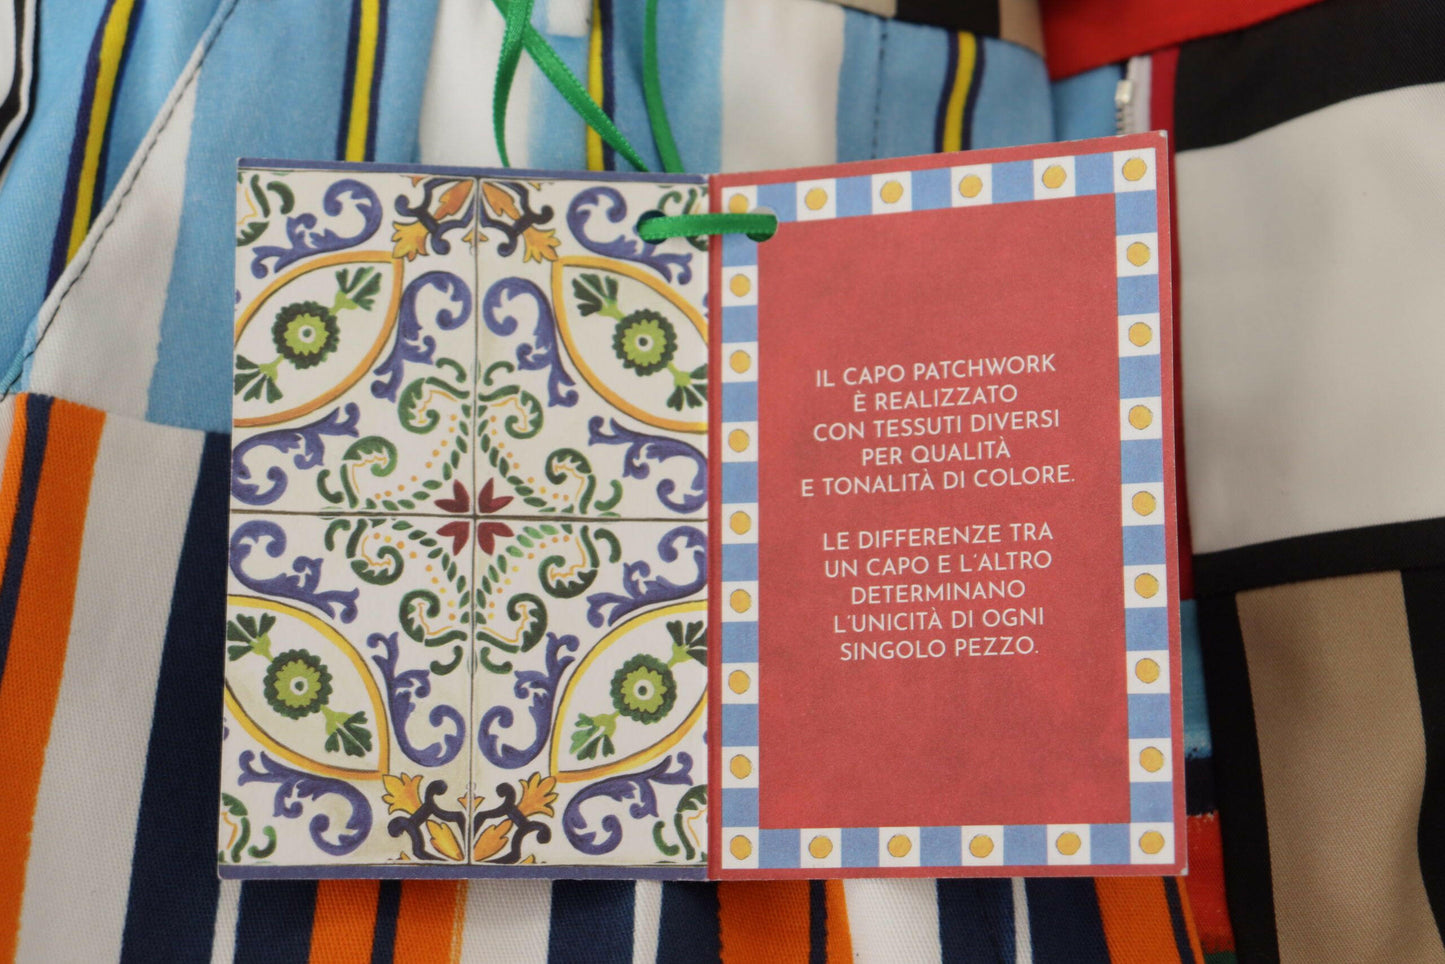 IL CAPO PATCHWORK
È REALIZZATO
CON TESSUTI DIVERSI
PER QUALITÀ
E TONALITÀ DI COLORE.
LE DIFFERENZE TRA
UN CAPO E L'ALTRO
DETERMINANO
L'UNICITÀ DI OGNI
SINGOLO PEZZO.